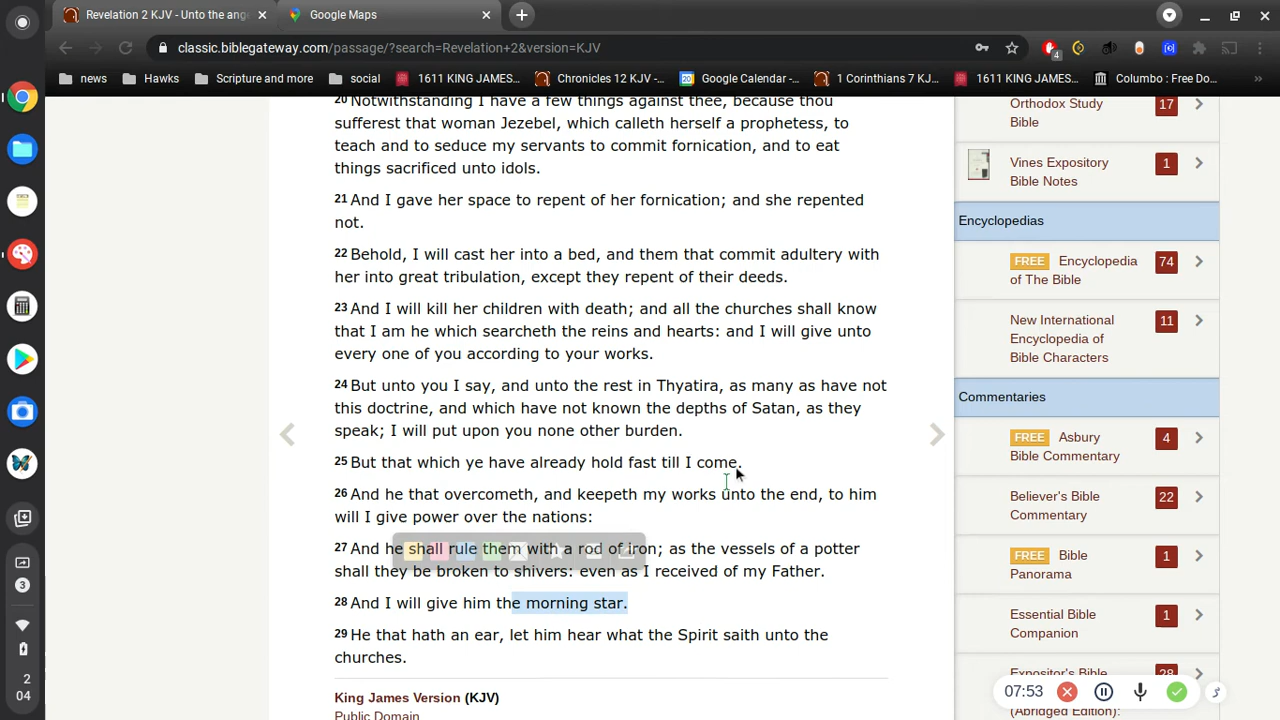 Revelation 2 KJV - Unto the ang
Google Maps
classic.biblegateway.com/passage/?search=Revelation+2&version=KJV
4
news
Hawks
Scripture and more
social
1611 KING JAMES...
Chronicles 12 KJV -...
Google Calendar -...
1 Corinthians 7 KJ...
1611 KING JAMES...
Columbo : Free Do...
»
20 Notwithstanding I have a few things against thee, because thou
sufferest that woman Jezebel, which calleth herself a prophetess, to
teach and to seduce my servants to commit fornication, and to eat
things sacrificed unto idols.
21 And I gave her space to repent of her fornication; and she repented
not.
22 Behold, I will cast her into a bed, and them that commit adultery with
her into great tribulation, except they repent of their deeds.
23 And I will kill her children with death; and all the churches shall know
that I am he which searcheth the reins and hearts: and I will give unto
every one of you according to your works.
24 But unto you I say, and unto the rest in Thyatira, as many as have not
this doctrine, and which have not known the depths of Satan, as they
speak; I will put upon you none other burden.
25 But that which ye have already hold fast till I come.
26 And he that overcometh, and keepeth my works unto the end, to him
will I give power over the nations:
27 And he shall rule them with a rod of iron; as the vessels of a potter
shall they be broken to shivers: even as I received of my Father.
28 And I will give him the morning star.
29 He that hath an ear, let him hear what the Spirit saith unto the
churches.
King James Version (KJV)
Public Domain
Orthodox Study
Bible
17
Vines Expository
Bible Notes
1
Encyclopedias
FREE Encyclopedia
of The Bible
74
New International
Encyclopedia of
Bible Characters
11
Commentaries
FREE Asbury
Bible Commentary
4
Believer's Bible
Commentary
22
FREE Bible
Panorama
1
Essential Bible
Companion
1
Expositor's Bible
28
(Abridged Edition):
07:53
3
2
04